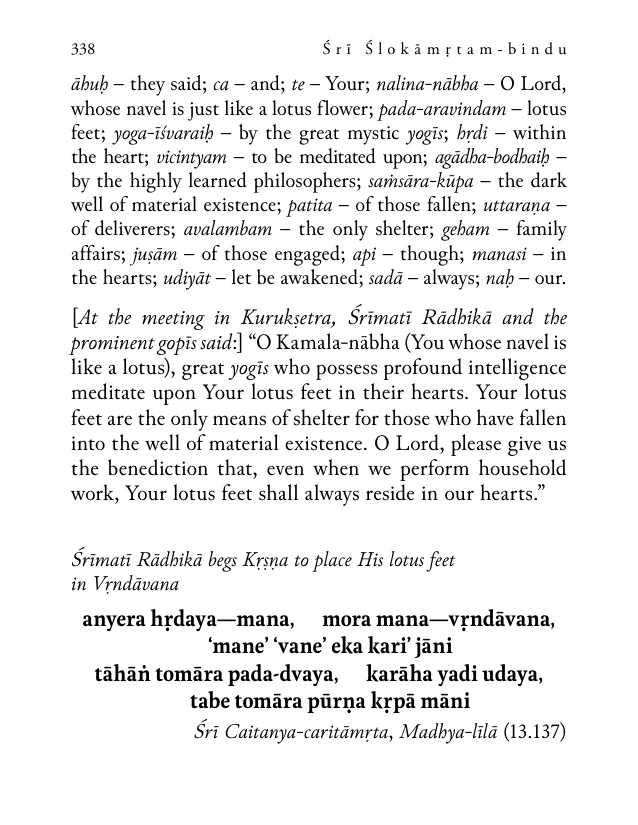 338 Śrī Ślokāmṛtam-bindu
āhuḥ – they said; ca – and; te – Your; nalina-nābha – O Lord,
whose navel is just like a lotus flower; pada-aravindam – lotus
feet; yoga-īśvaraiḥ – by the great mystic yogīs; hṛdi – within
the heart; vicintyam – to be meditated upon; agādha-bodhaiḥ –
by the highly learned philosophers; saṁsāra-kūpa – the dark
well of material existence; patita – of those fallen; uttaraṇa –
of deliverers; avalambam – the only shelter; geham – family
affairs; juṣām – of those engaged; api – though; manasi – in
the hearts; udiyāt – let be awakened; sadā – always; naḥ – our.
[At the meeting in Kurukṣetra, Śrīmatī Rādhikā and the
prominent gopīs said:] “O Kamala-nābha (You whose navel is
like a lotus), great yogīs who possess profound intelligence
meditate upon Your lotus feet in their hearts. Your lotus
feet are the only means of shelter for those who have fallen
into the well of material existence. O Lord, please give us
the benediction that, even when we perform household
work, Your lotus feet shall always reside in our hearts.”
Śrīmatī Rādhikā begs Kṛṣṇa to place His lotus feet
in Vṛndāvana
anyera hṛdaya—mana, mora mana—vṛndāvana,
‘mane’ ‘vane’ eka kari’ jāni
tāhāṅ tomāra pada-dvaya, karāha yadi udaya,
tabe tomāra pūrṇa kṛpā māni
Śrī Caitanya-caritāmṛta, Madhya-līlā (13.137)